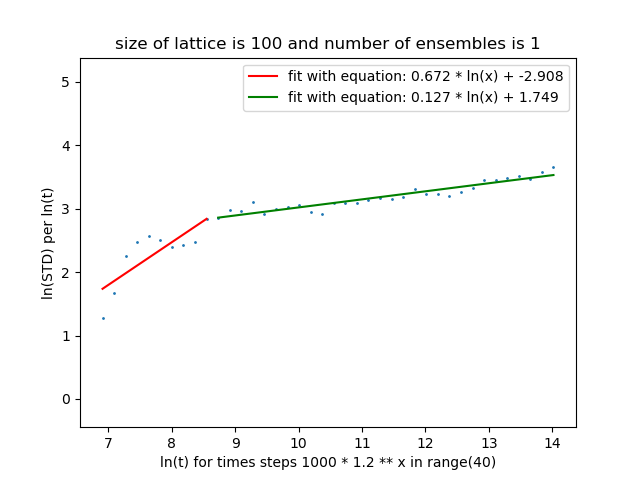 size of lattice is 100 and number of ensembles is 1
fit with equation: 0.672 * ln(x) + -2.908
fit with equation: 0.127 * ln(x) + 1.749
ln(STD) per ln(t)
5
4
3
2
1
0
7 8 9 10 11 12 13 14
ln(t) for times steps 1000 * 1.2 ** x in range(40)